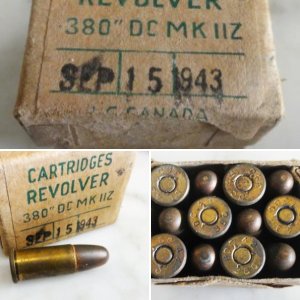 REVOLVER
.380" DC MK IIZ
SEP 15 1943
CANADA
CARTRIDGES
REVOLVER
.380" DC MK IIZ
SEP 15 1943